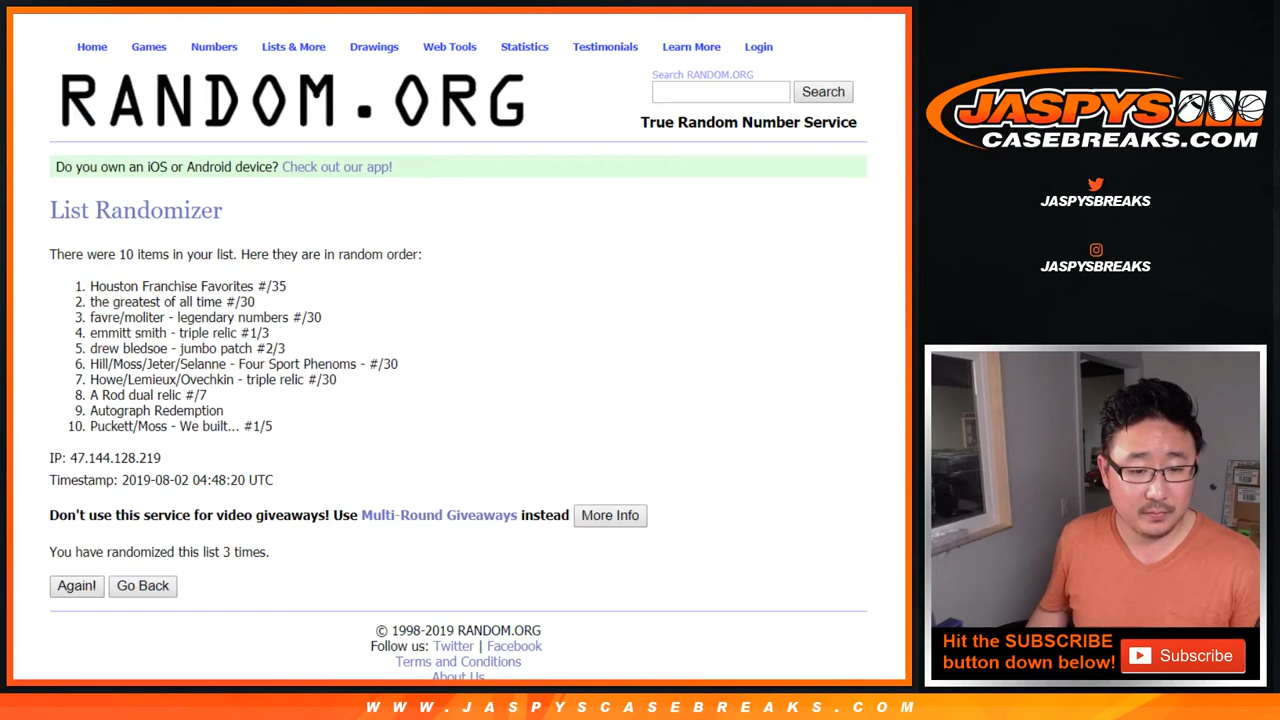 Home Games Numbers Lists & More Drawings Web Tools Statistics Testimonials Learn More Login
RANDOM.ORG
Search RANDOM.ORG
Search
True Random Number Service
Do you own an iOS or Android device? Check out our app!
List Randomizer
There were 10 items in your list. Here they are in random order:
1. Houston Franchise Favorites #/35
2. the greatest of all time #/30
3. favre/moliter - legendary numbers #/30
4. emmitt smith - triple relic #1/3
5. drew bledsoe - jumbo patch #2/3
6. Hill/Moss/Jeter/Selanne - Four Sport Phenoms - #/30
7. Howe/Lemieux/Ovechkin - triple relic #/30
8. A Rod dual relic #/7
9. Autograph Redemption
10. Puckett/Moss - We built... #1/5
IP: 47.144.128.219
Timestamp: 2019-08-02 04:48:20 UTC
Don't use this service for video giveaways! Use Multi-Round Giveaways instead More Info
You have randomized this list 3 times.
Again! Go Back
© 1998-2019 RANDOM.ORG
Follow us: Twitter | Facebook
Terms and Conditions
About Us
JASPYS
CASEBREAKS.COM
JASPYSBREAKS
JASPYSBREAKS
Hit the SUBSCRIBE
button down below!
Subscribe
WWW.JASPYSCASEBREAKS.COM